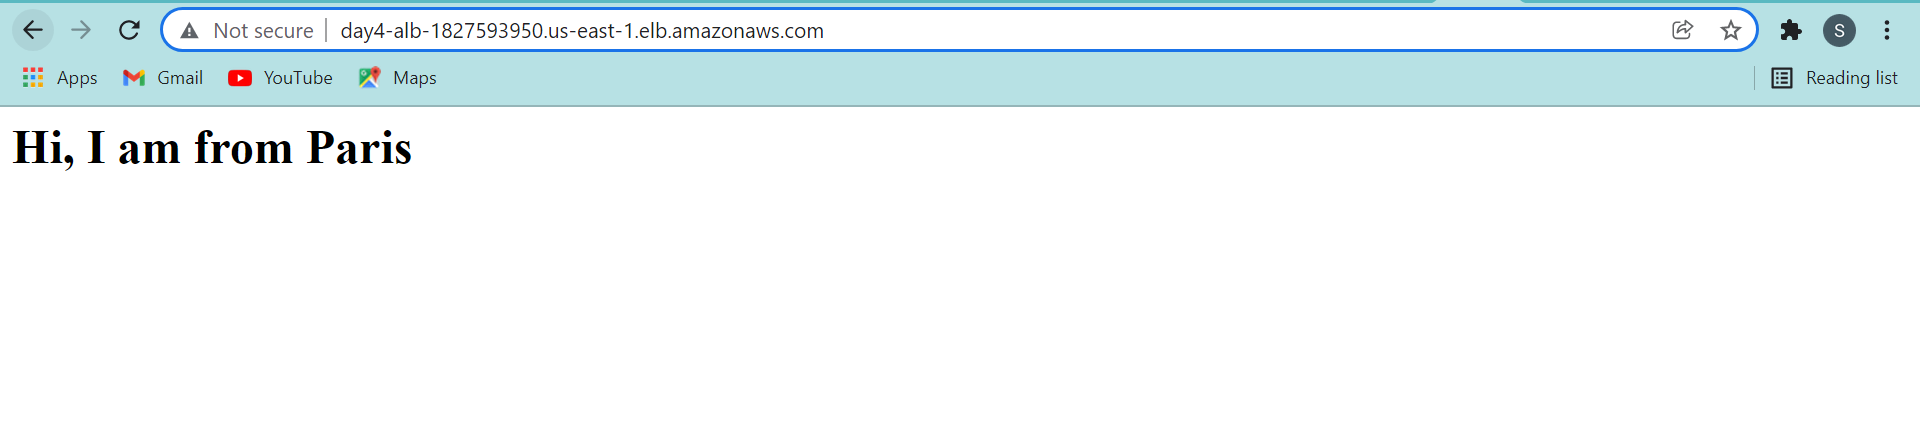 Not secure day4-alb-1827593950.us-east-1.elb.amazonaws.com S
Apps Gmail YouTube Maps Reading list
Hi, I am from Paris